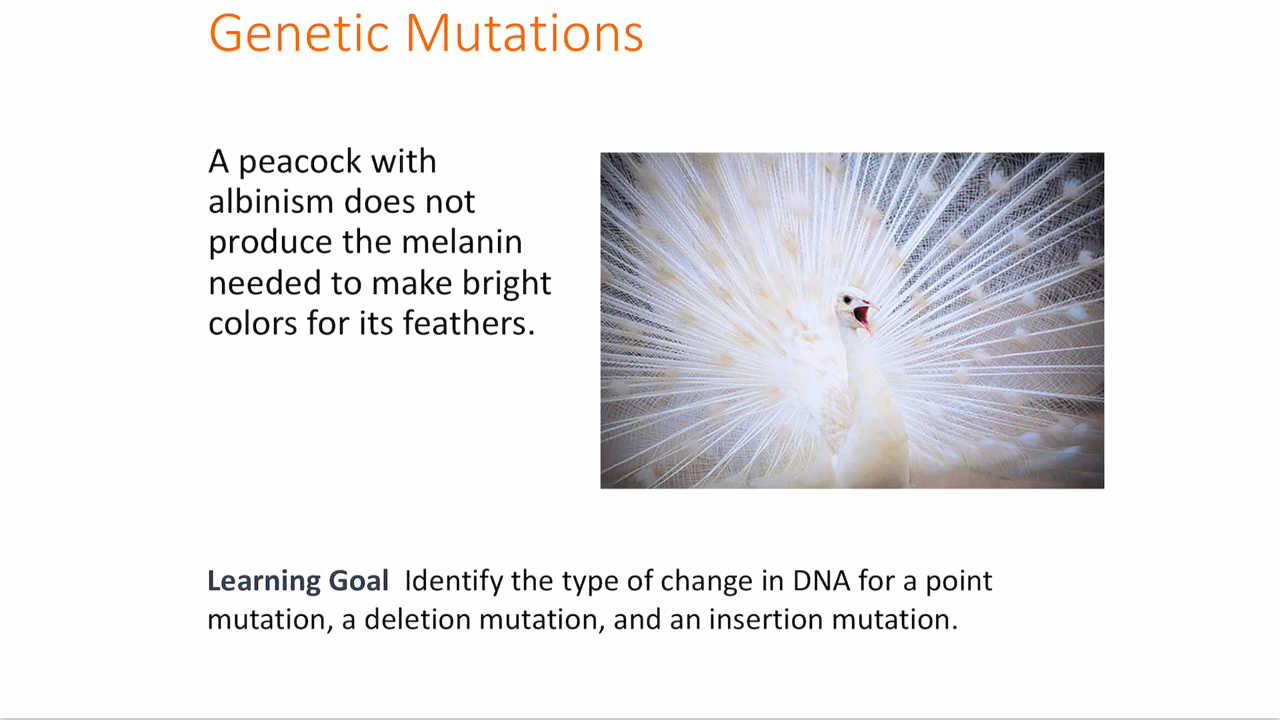 Genetic Mutations
A peacock with
albinism does not
produce the melanin
needed to make bright
colors for its feathers.
Learning Goal Identify the type of change in DNA for a point
mutation, a deletion mutation, and an insertion mutation.